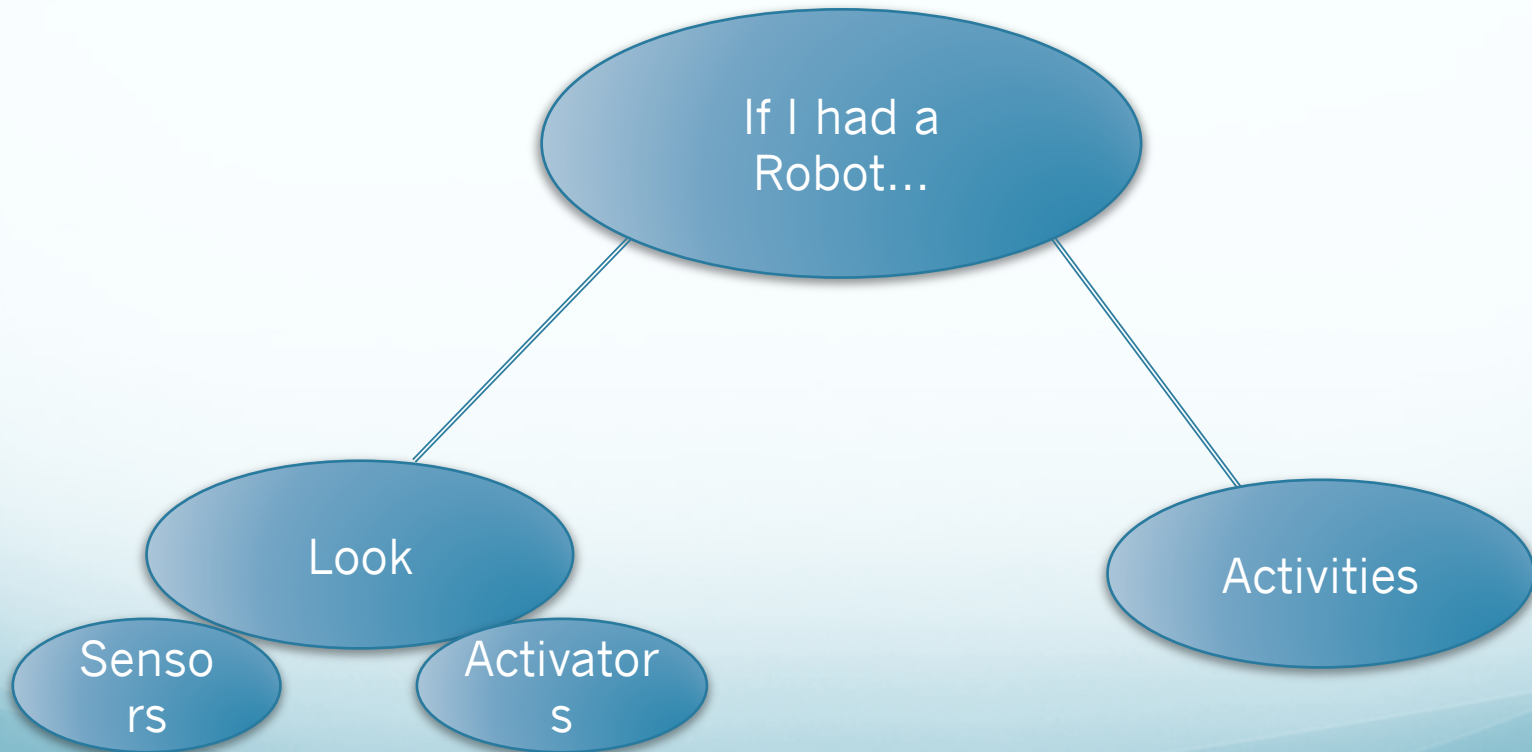 If I had a
Robot...
Look
Activities
Senso
rs
Activator
s